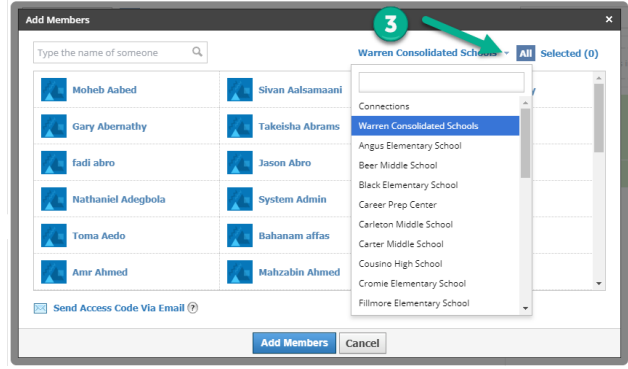 Add Members
×
3
Type the name of someone
Warren Consolidated Schools All Selected (0)
Moheb Aabed
Sivan Aalsamaani
Gary Abernathy
Takeisha Abrams
fadi abro
Jason Abro
Nathaniel Adegbola
System Admin
Toma Aedo
Bahanam affas
Amr Ahmed
Mahzabin Ahmed
Connections
Warren Consolidated Schools
Angus Elementary School
Beer Middle School
Black Elementary School
Career Prep Center
Carleton Middle School
Carter Middle School
Cousino High School
Cromie Elementary School
Fillmore Elementary School
Send Access Code Via Email ?
Add Members
Cancel